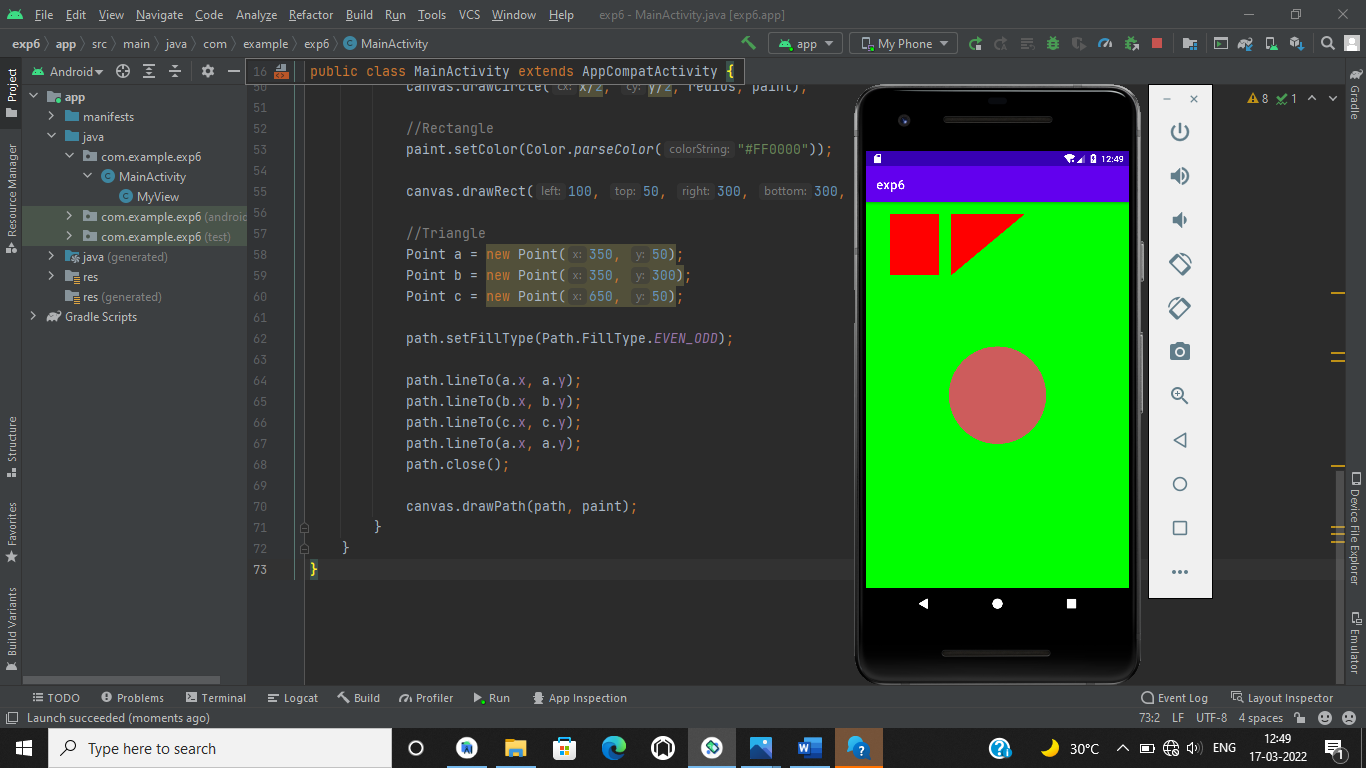 File Edit View Navigate Code Analyze Refactor Build Run Tools VCS Window Help exp6 - MainActivity.java [exp6.app]
exp6 app src main java com example exp6 MainActivity app My Phone
Android
16 public class MainActivity extends AppCompatActivity {
50 canvas.drawCircle( cx: x/2, cy: y/2, redios, paint);
51
52 //Rectangle
53 paint.setColor(Color.parseColor( colorString: "#FF0000"));
54
55 canvas.drawRect( left: 100, top: 50, right: 300, bottom: 300,
56
57 //Triangle
58 Point a = new Point( x: 350, y: 50);
59 Point b = new Point( x: 350, y: 300);
60 Point c = new Point( x: 650, y: 50);
61
62 path.setFillType(Path.FillType.EVEN_ODD);
63
64 path.lineTo(a.x, a.y);
65 path.lineTo(b.x, b.y);
66 path.lineTo(c.x, c.y);
67 path.lineTo(a.x, a.y);
68 path.close();
69
70 canvas.drawPath(path, paint);
71 }
72 }
73 }
app
manifests
java
com.example.exp6
MainActivity
MyView
com.example.exp6 (androi
com.example.exp6 (test)
java (generated)
res
res (generated)
Gradle Scripts
Project
Resource Manager
Structure
Favorites
Build Variants
12:49
exp6
8 1
Gradle
Device File Explorer
Emulator
TODO Problems Terminal Logcat Build Profiler Run App Inspection Event Log Layout Inspector
Launch succeeded (moments ago) 73:2 LF UTF-8 4 spaces
Type here to search 30°C ENG 12:49
17-03-2022 1